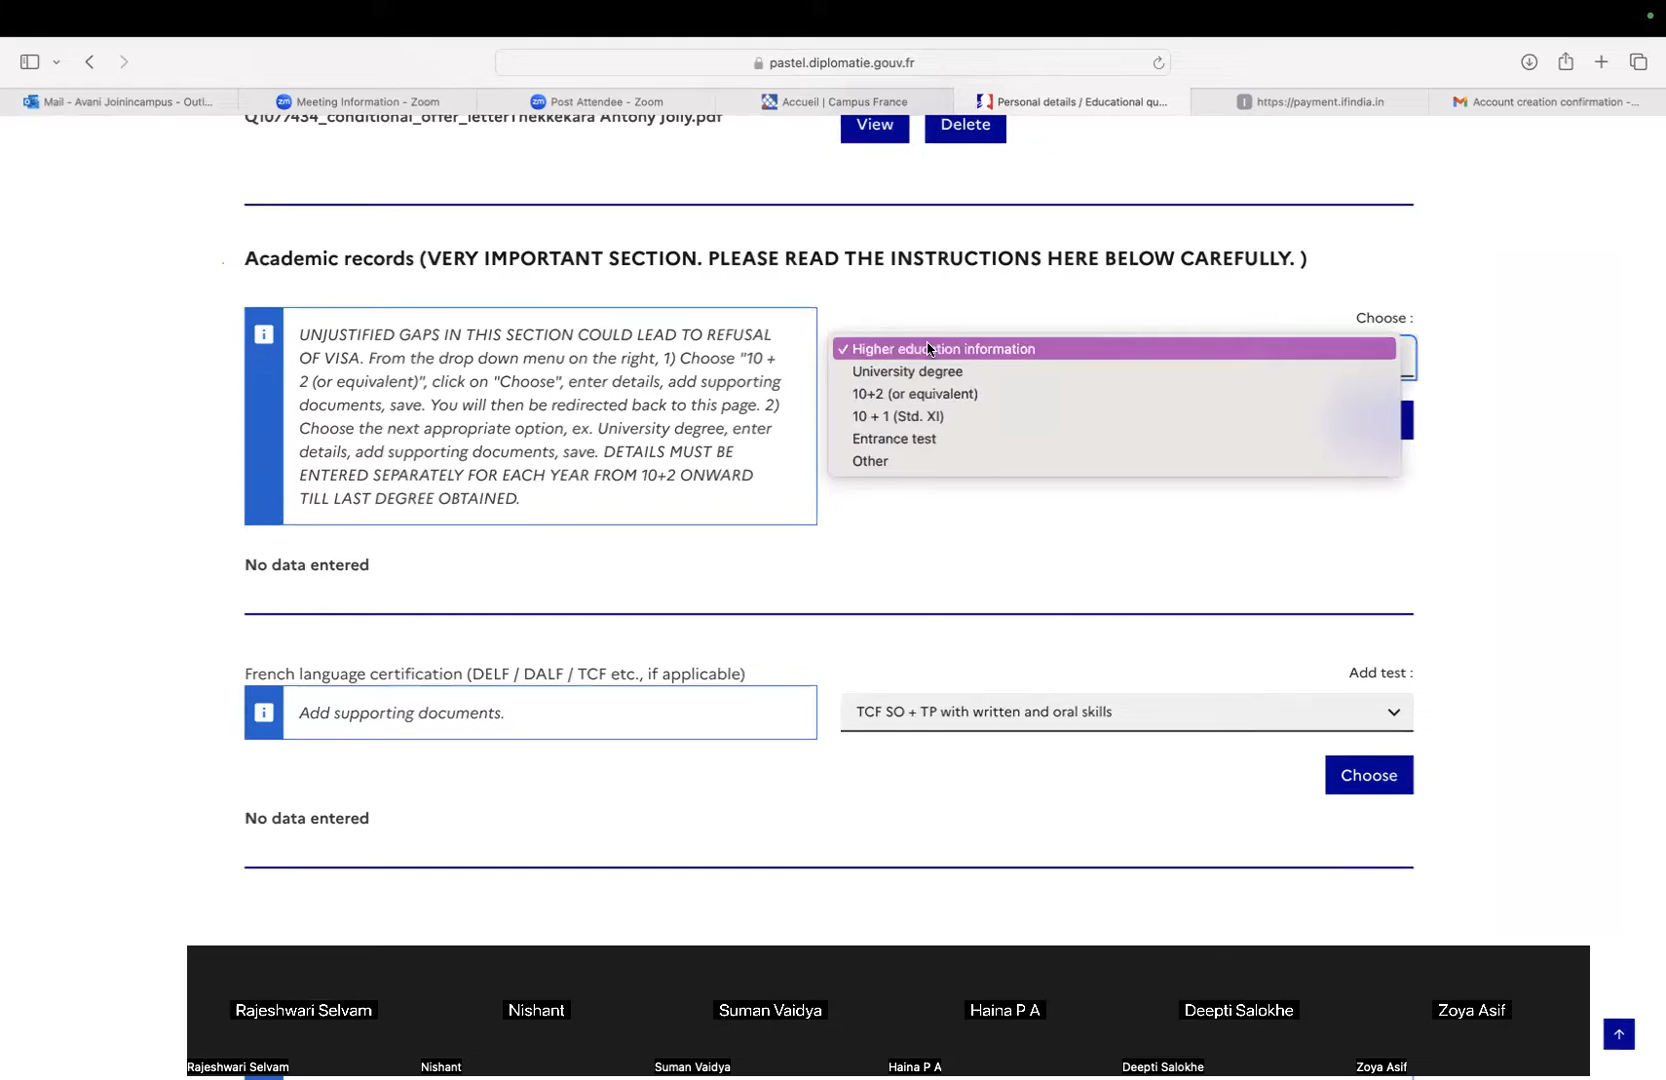 pastel.diplomatie.gouv.fr
Mail - Avani Joinincampus - Outl...
Meeting Information - Zoom
Post Attendee - Zoom
Accueil | Campus France
Personal details / Educational qu...
https://payment.ifindia.in
Account creation confirmation -...
Q1077434_conditional_offer_letterThekkekara Antony Jolly.pdf
View
Delete
Academic records (VERY IMPORTANT SECTION. PLEASE READ THE INSTRUCTIONS HERE BELOW CAREFULLY. )
UNJUSTIFIED GAPS IN THIS SECTION COULD LEAD TO REFUSAL
OF VISA. From the drop down menu on the right, 1) Choose "10 +
2 (or equivalent)", click on "Choose", enter details, add supporting
documents, save. You will then be redirected back to this page. 2)
Choose the next appropriate option, ex. University degree, enter
details, add supporting documents, save. DETAILS MUST BE
ENTERED SEPARATELY FOR EACH YEAR FROM 10+2 ONWARD
TILL LAST DEGREE OBTAINED.
Choose :
✓ Higher education information
University degree
10+2 (or equivalent)
10 + 1 (Std. XI)
Entrance test
Other
No data entered
French language certification (DELF / DALF / TCF etc., if applicable)
Add supporting documents.
Add test :
TCF SO + TP with written and oral skills
Choose
No data entered
Rajeshwari Selvam
Nishant
Suman Vaidya
Haina P A
Deepti Salokhe
Zoya Asif
Rajeshwari Selvam
Nishant
Suman Vaidya
Haina P A
Deepti Salokhe
Zoya Asif